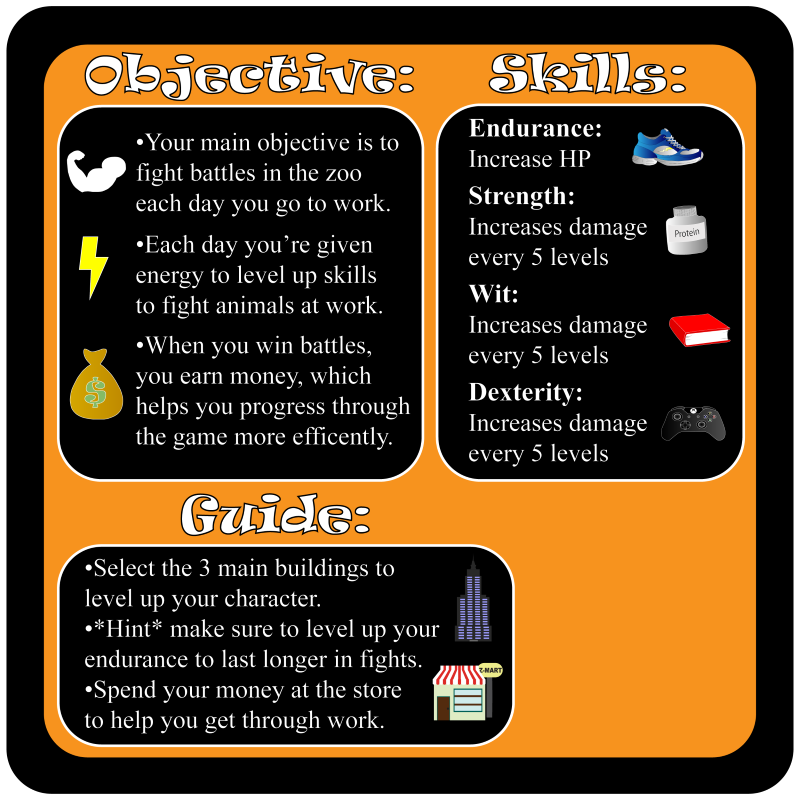 Objective:
•Your main objective is to
fight battles in the zoo
each day you go to work.
•Each day you’re given
energy to level up skills
to fight animals at work.
•When you win battles,
you earn money, which
helps you progress through
the game more efficently.
$
Skills:
Endurance:
Increase HP
Strength:
Increases damage
every 5 levels
Protein
Wit:
Increases damage
every 5 levels
Dexterity:
Increases damage
every 5 levels
Guide:
•Select the 3 main buildings to
level up your character.
•*Hint* make sure to level up your
endurance to last longer in fights.
•Spend your money at the store
to help you get through work.
Z-MART